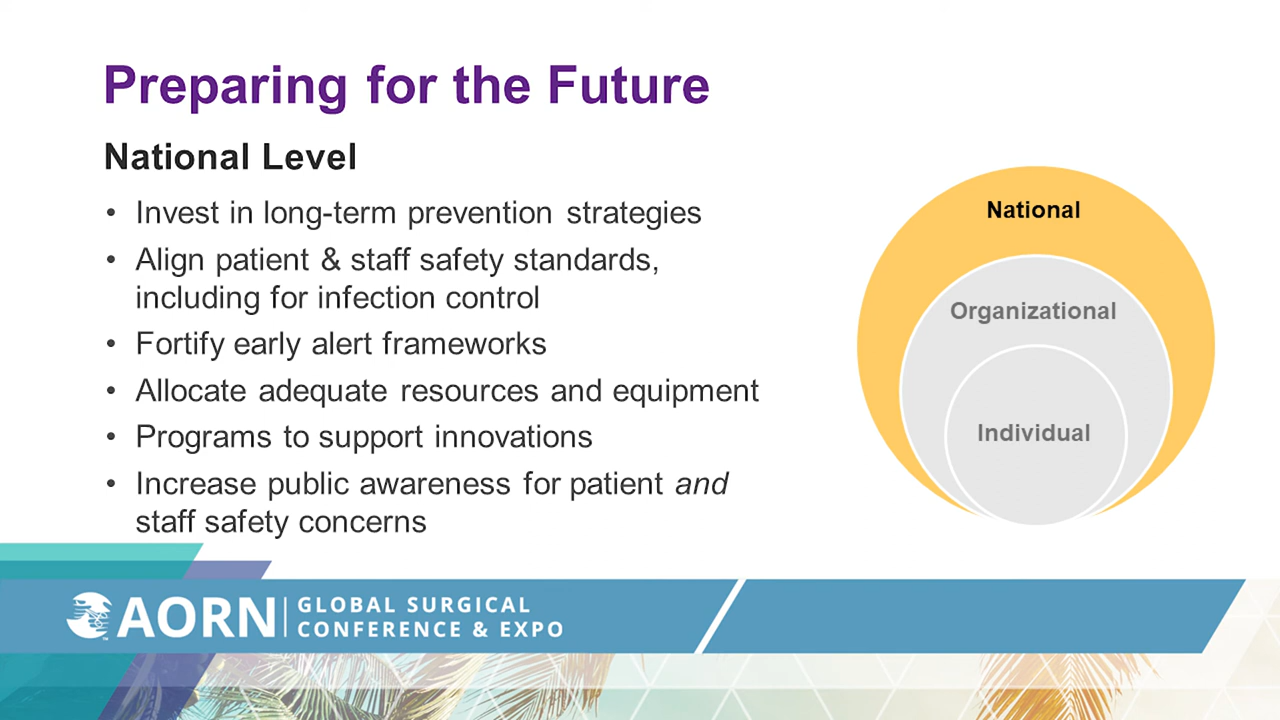 Preparing for the Future
National Level
• Invest in long-term prevention strategies
• Align patient & staff safety standards,
including for infection control
• Fortify early alert frameworks
• Allocate adequate resources and equipment
• Programs to support innovations
• Increase public awareness for patient and
staff safety concerns
National
Organizational
Individual
AORN
GLOBAL SURGICAL
CONFERENCE & EXPO